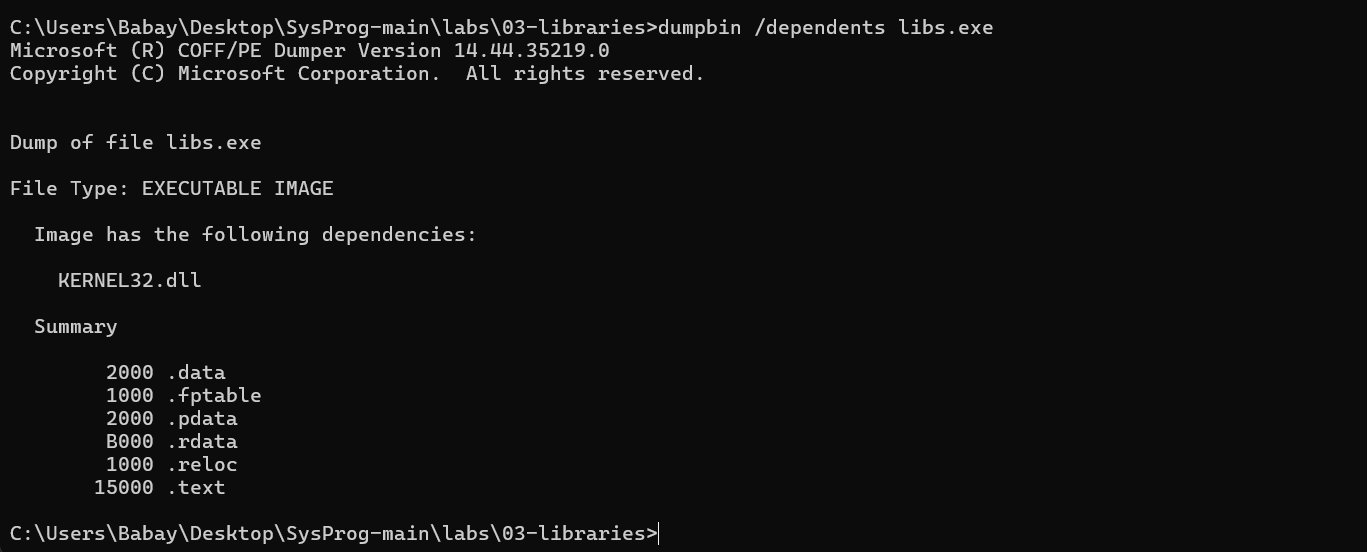 C:\Users\Babay\Desktop\SysProg-main\labs\03-libraries>dumpbin /dependents libs.exe
Microsoft (R) COFF/PE Dumper Version 14.44.35219.0
Copyright (C) Microsoft Corporation.  All rights reserved.
Dump of file libs.exe
File Type: EXECUTABLE IMAGE
Image has the following dependencies:
KERNEL32.dll
Summary
2000 .data
1000 .fptable
2000 .pdata
B000 .rdata
1000 .reloc
15000 .text
C:\Users\Babay\Desktop\SysProg-main\labs\03-libraries>